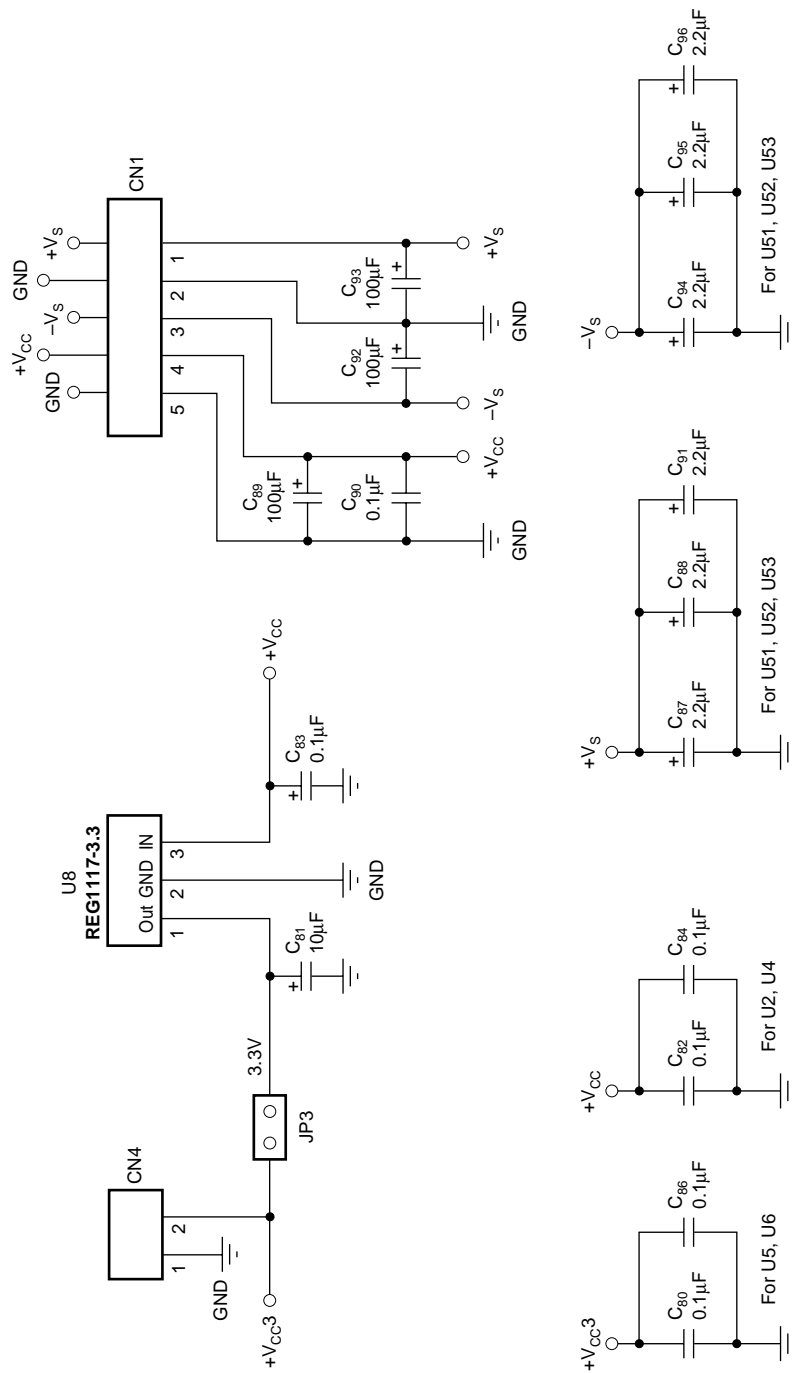 CN4
1
2
GND
+VCC3
JP3
3.3V
U8
REG1117-3.3
Out GND IN
1
2
3
C81
10µF
+
GND
C83
0.1µF
+
+VCC
GND
+VCC
–VS
GND
+VS
CN1
5
4
3
2
1
C89
100µF
+
C90
0.1µF
C92
100µF
+
C93
100µF
+
GND
+VCC
–VS
GND
+VS
+VCC3
C80
0.1µF
C86
0.1µF
For U5, U6
+VCC
C82
0.1µF
C84
0.1µF
For U2, U4
+VS
+
C87
2.2µF
+
C88
2.2µF
+
C91
2.2µF
For U51, U52, U53
–VS
+
C94
2.2µF
+
C95
2.2µF
+
C96
2.2µF
For U51, U52, U53